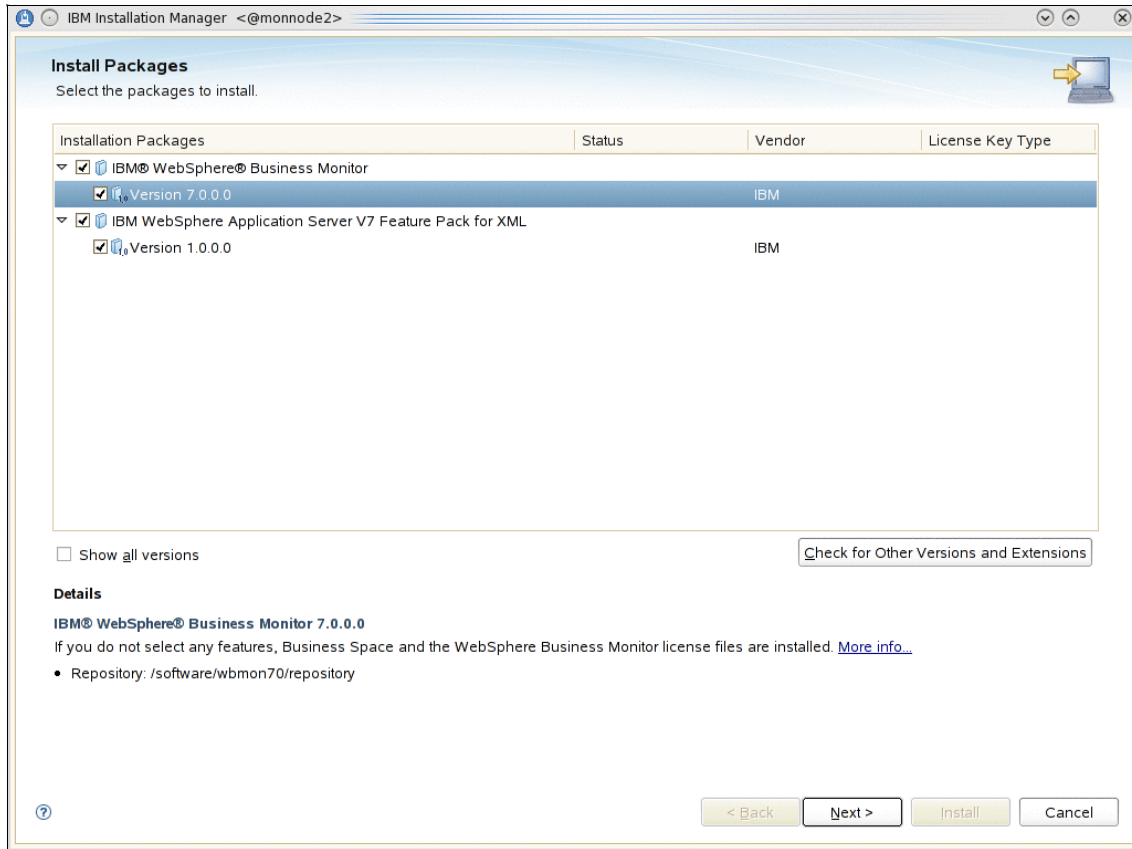 IBM Installation Manager <@monnode2>
Install Packages
Select the packages to install.
Installation Packages Status Vendor License Key Type
IBM® WebSphere® Business Monitor
Version 7.0.0.0 IBM
IBM WebSphere Application Server V7 Feature Pack for XML
Version 1.0.0.0 IBM
Show all versions Check for Other Versions and Extensions
Details
IBM® WebSphere® Business Monitor 7.0.0.0
If you do not select any features, Business Space and the WebSphere Business Monitor license files are installed. More info...
• Repository: /software/wbmon70/repository
? < Back Next > Install Cancel